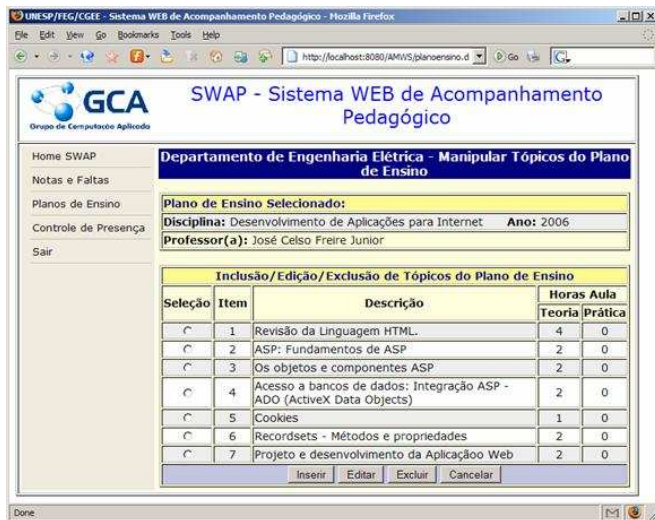 UNESP/FEG/CGEE - Sistema WEB de Acompanhamento Pedagógico - Mozilla Firefox
File Edit View Go Bookmarks Tools Help
http://localhost:8080/AMWS/planoensino.d Go G
GCA
Grupo de Computacão Aplicada
SWAP - Sistema WEB de Acompanhamento
Pedagógico
Home SWAP
Notas e Faltas
Planos de Ensino
Controle de Presença
Sair
Departamento de Engenharia Elétrica - Manipular Tópicos do Plano
de Ensino
Plano de Ensino Selecionado:
Disciplina: Desenvolvimento de Aplicações para Internet Ano: 2006
Professor(a): José Celso Freire Junior
Inclusão/Edição/Exclusão de Tópicos do Plano de Ensino
Seleção Item Descrição Horas Aula
Teoria Prática
1 Revisão da Linguagem HTML. 4 0
2 ASP: Fundamentos de ASP 2 0
3 Os objetos e componentes ASP 2 0
4 Acesso a bancos de dados: Integração ASP -
ADO (ActiveX Data Objects) 2 0
5 Cookies 1 0
6 Recordsets - Métodos e propriedades 2 0
7 Projeto e desenvolvimento da Aplicaçãoo Web 2 0
Inserir Editar Excluir Cancelar
Done